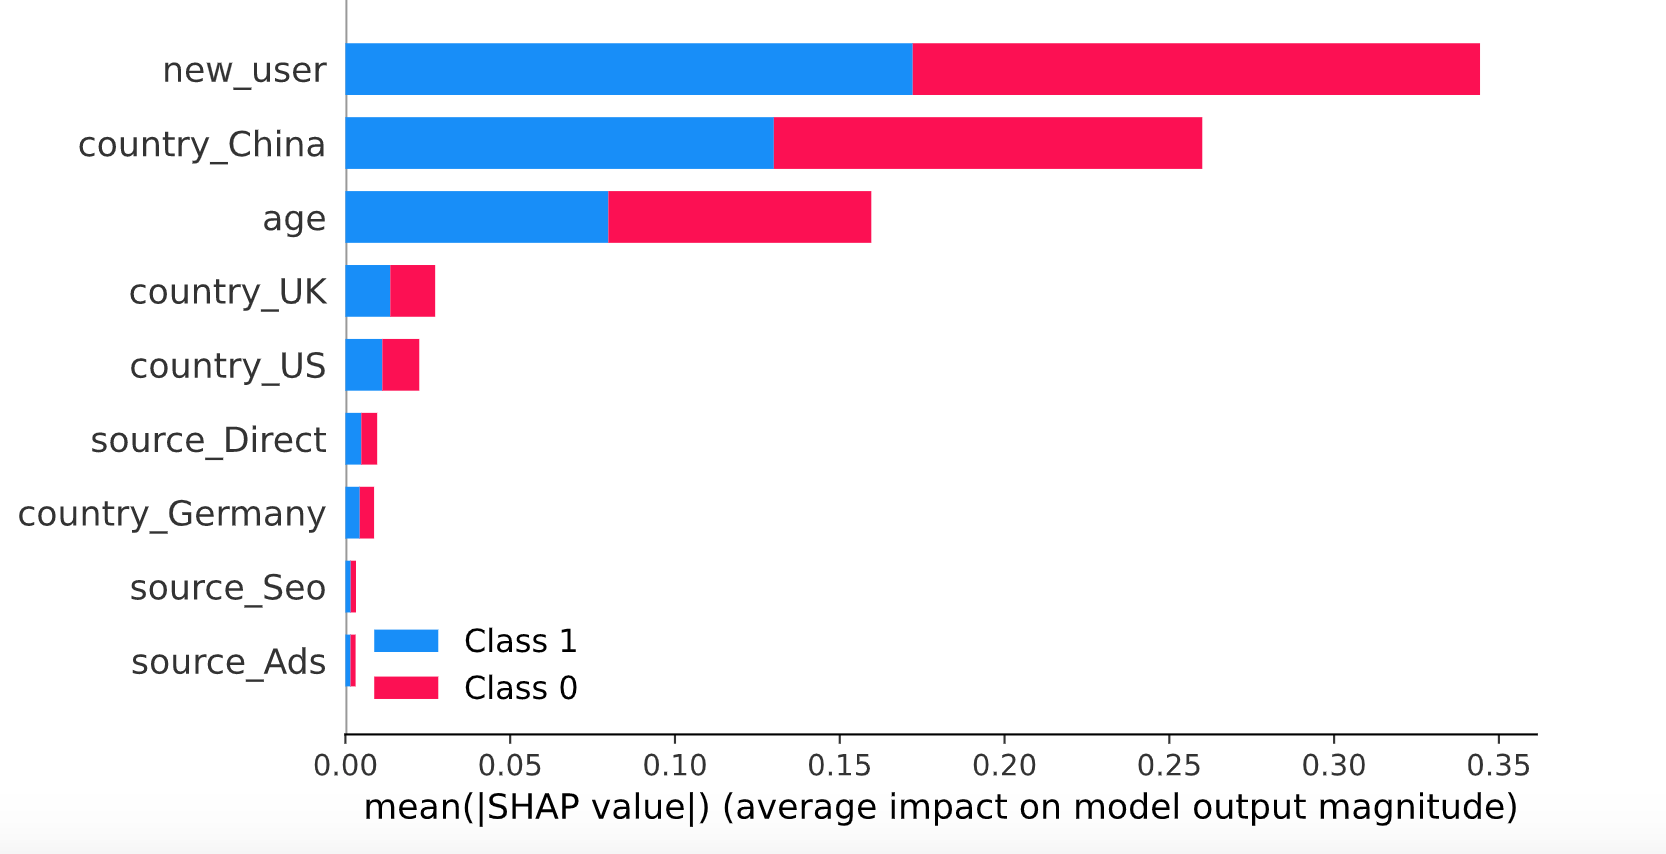 new_user
country_China
age
country_UK
country_US
source_Direct
country_Germany
source_Seo
source_Ads
Class 1
Class 0
0.00 0.05 0.10 0.15 0.20 0.25 0.30 0.35
mean(|SHAP value|) (average impact on model output magnitude)